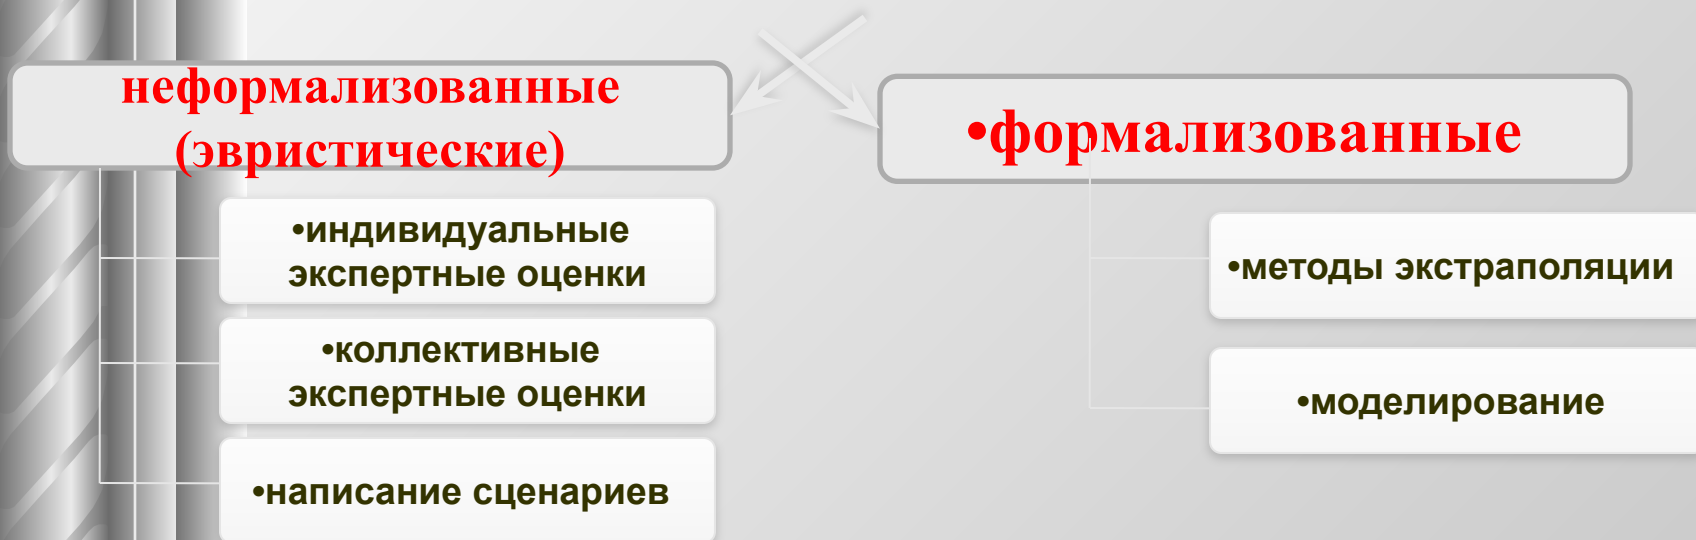 неформализованные
(эвристические)
•индивидуальные
экспертные оценки
•коллективные
экспертные оценки
•написание сценариев
•формализованные
•методы экстраполяции
•моделирование